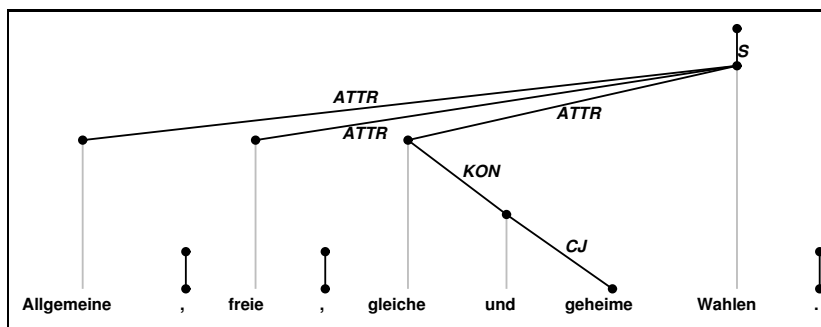 S
ATTR
ATTR
ATTR
KON
CJ
Allgemeine , freie , gleiche und geheime Wahlen .